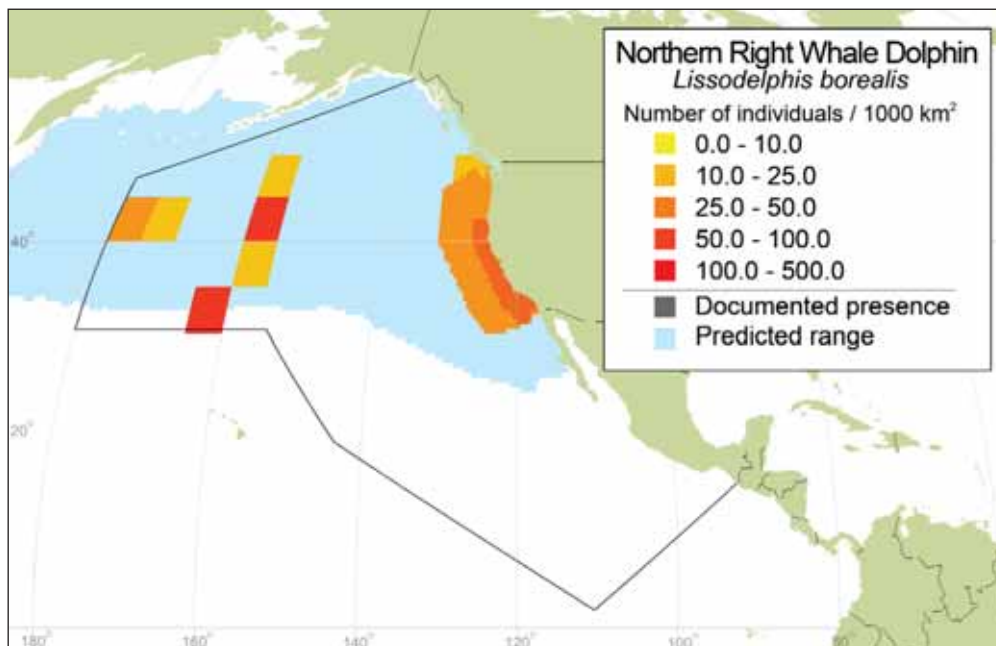 Northern Right Whale Dolphin
Lissodelphis borealis
Number of individuals / 1000 km²
0.0 - 10.0
10.0 - 25.0
25.0 - 50.0
50.0 - 100.0
100.0 - 500.0
Documented presence
Predicted range
40°
20°
180° 160° 140° 120° 100° 80